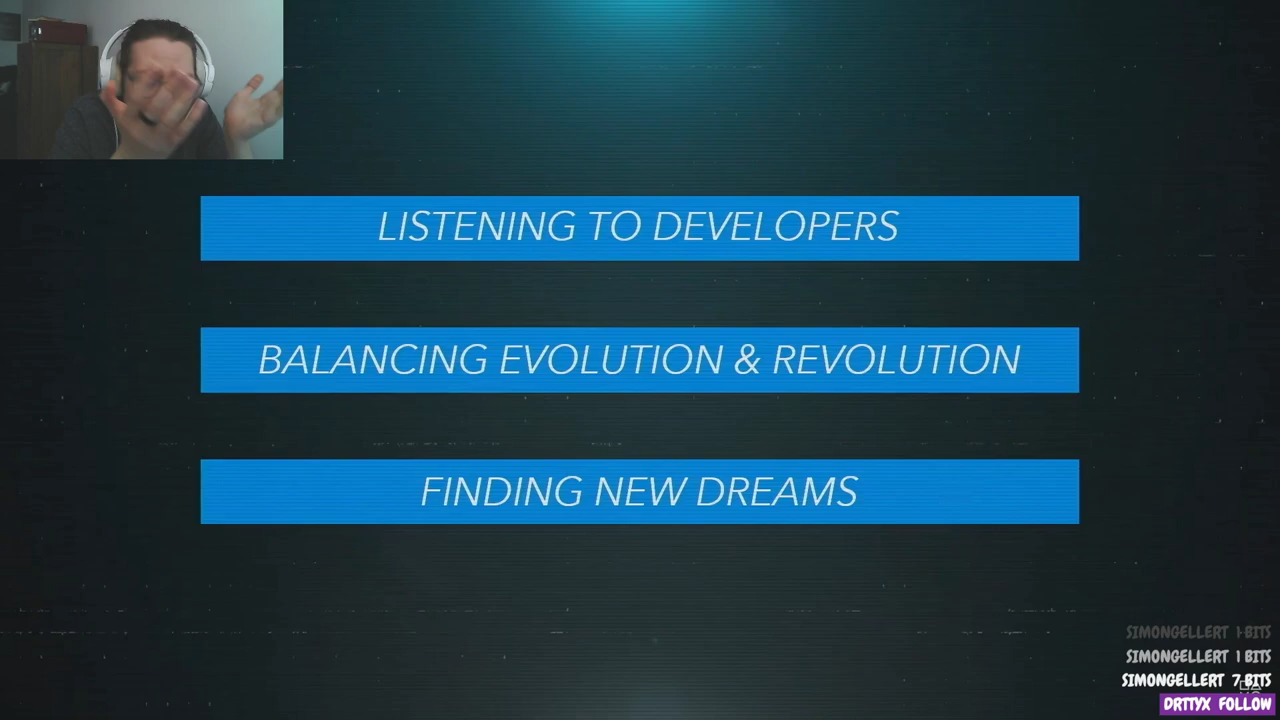 LISTENING TO DEVELOPERS
BALANCING EVOLUTION & REVOLUTION
FINDING NEW DREAMS
SIMONGELLERT 1 BITS
SIMONGELLERT 1 BITS
SIMONGELLERT 7 BITS
DRTTYX FOLLOW